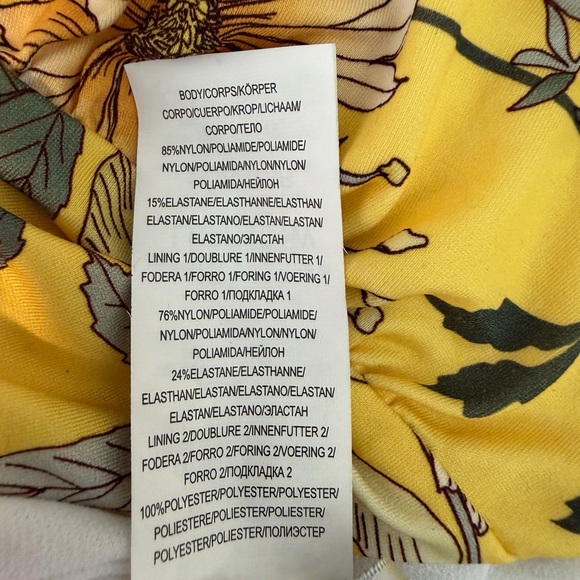 BODY/CORPS/KÖRPER
CORPO/CUERPO/KROP/LICHAAM/
CORPO/ТЕЛО
85%NYLON/POLIAMIDE/POLIAMIDE/
NYLON/POLIAMIDA/NYLON/NYLON/
POLIAMIDA/НЕЙЛОН
15%ELASTANE/ELASTHANNE/ELASTHAN/
ELASTAN/ELASTANO/ELASTAN/ELASTAN/
ELASTANO/ЭЛАСТАН
LINING 1/DOUBLURE 1/INNENFUTTER 1/
FODERA 1/FORRO 1/FORING 1/VOERING 1/
FORRO 1/ПОДКЛАДКА 1
76%NYLON/POLIAMIDE/POLIAMIDE/
NYLON/POLIAMIDA/NYLON/NYLON/
POLIAMIDA/НЕЙЛОН
24%ELASTANE/ELASTHANNE/
ELASTHAN/ELASTAN/ELASTANO/ELASTAN/
ELASTAN/ELASTANO/ЭЛАСТАН
LINING 2/DOUBLURE 2/INNENFUTTER 2/
FODERA 2/FORRO 2/FORING 2/VOERING 2/
FORRO 2/ПОДКЛАДКА 2
100%POLYESTER/POLYESTER/POLYESTER/
POLIESTERE/POLIESTER/POLYESTER/
POLYESTER/POLIESTER/ПОЛИЭСТЕР